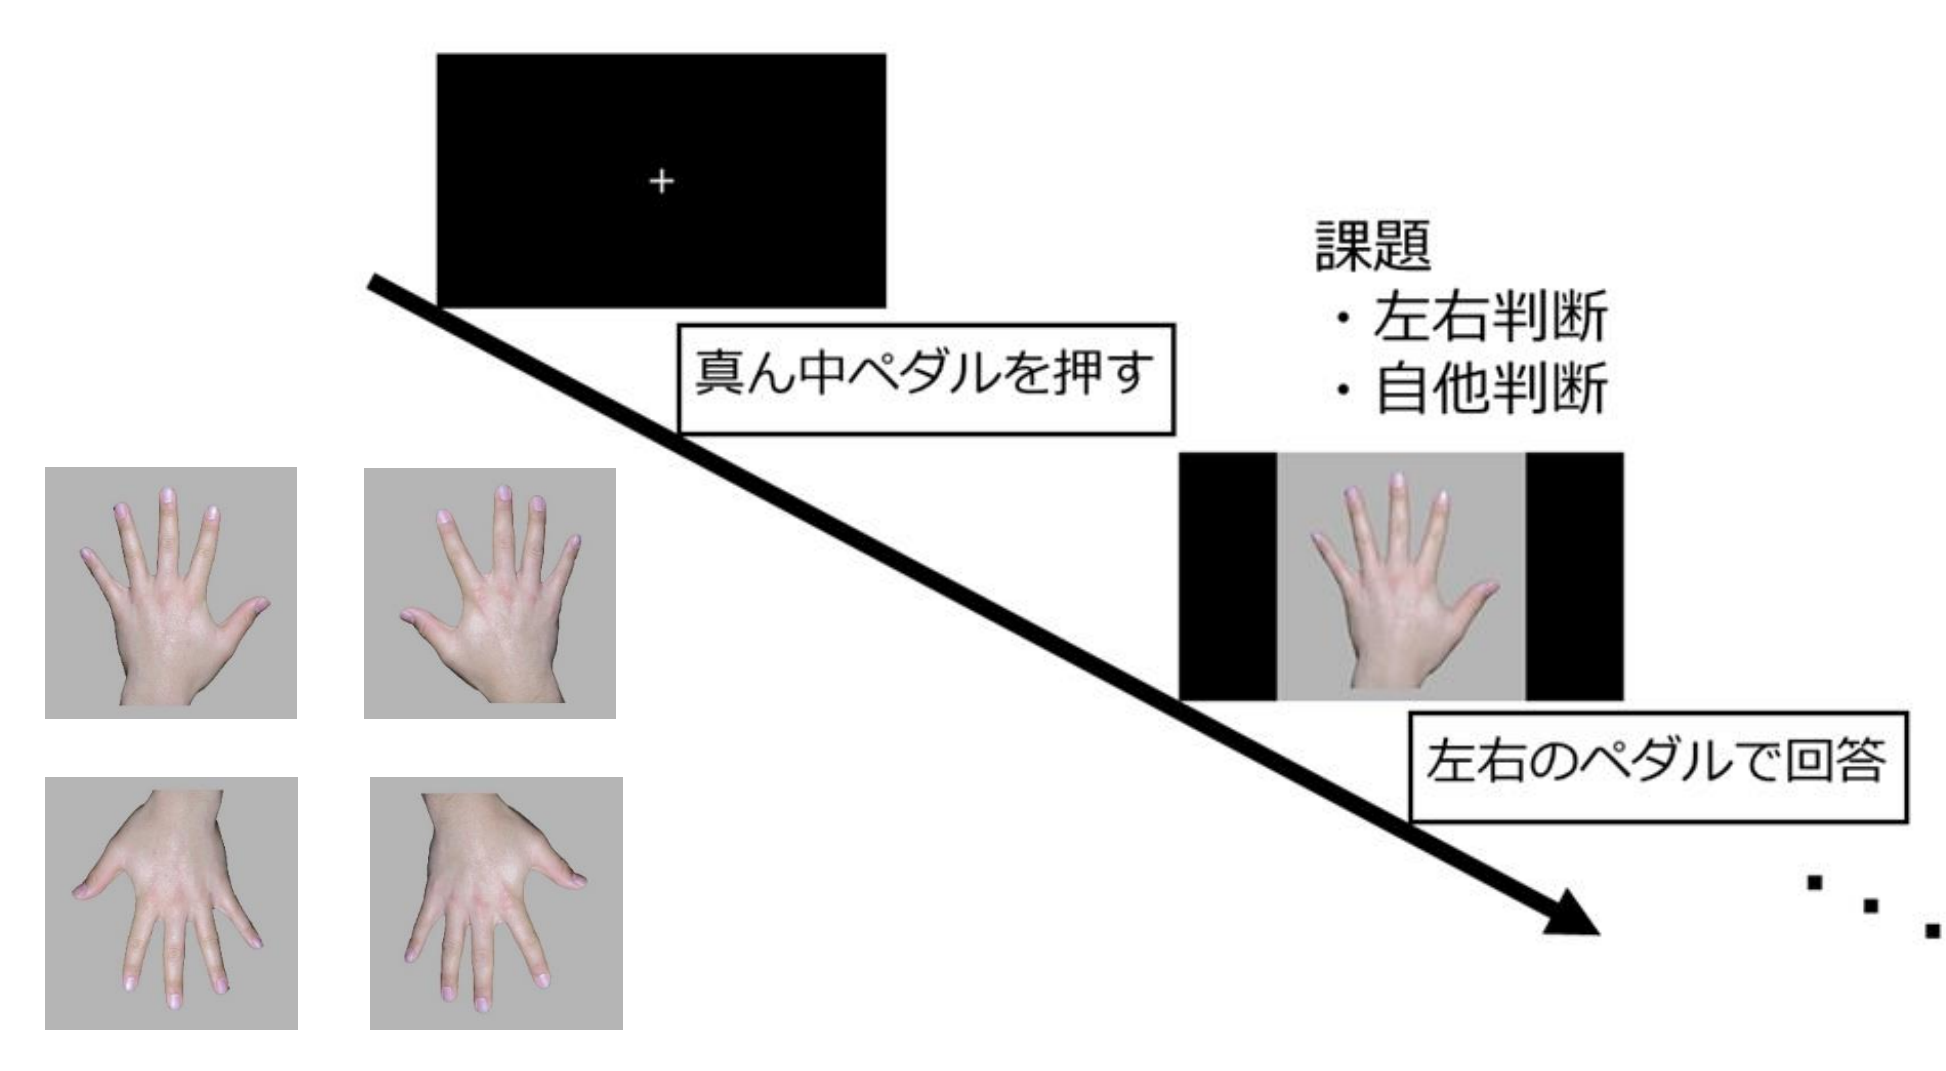 課題
・左右判断
・自他判断
真ん中ペダルを押す
左右のペダルで回答